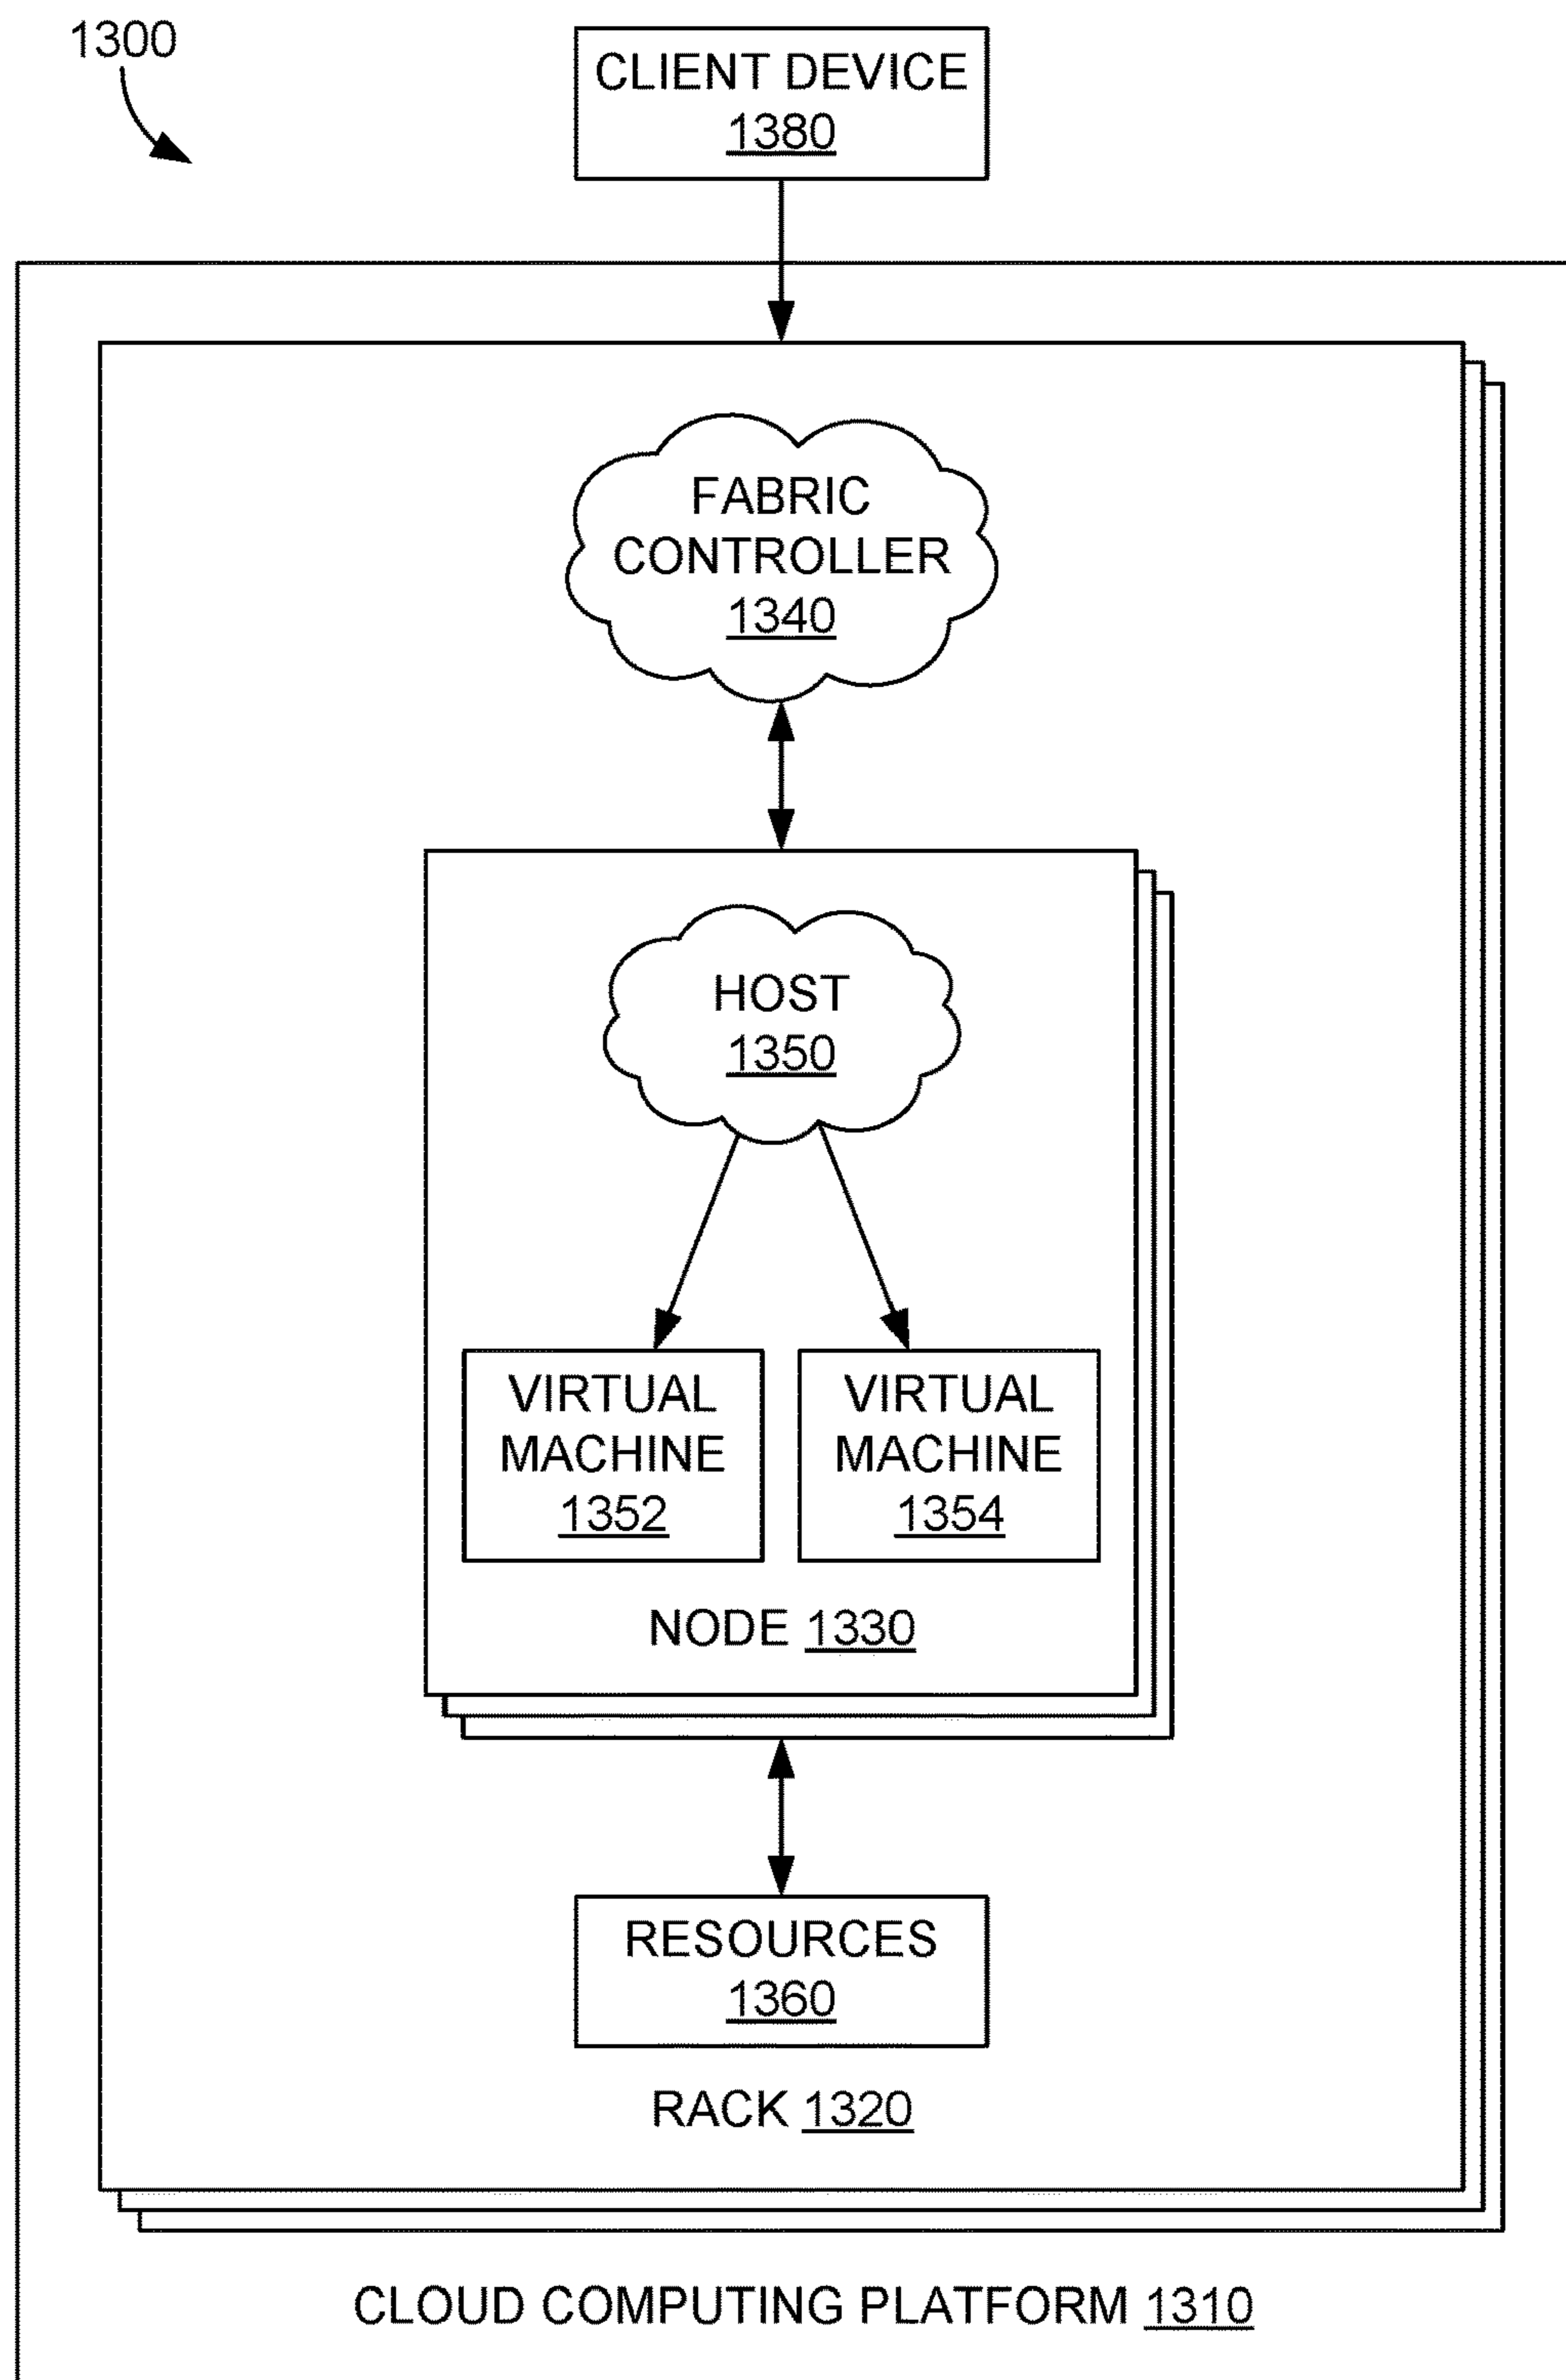 1300
CLIENT DEVICE
1380
FABRIC
CONTROLLER
1340
HOST
1350
VIRTUAL
MACHINE
1352
VIRTUAL
MACHINE
1354
NODE 1330
RESOURCES
1360
RACK 1320
CLOUD COMPUTING PLATFORM 1310